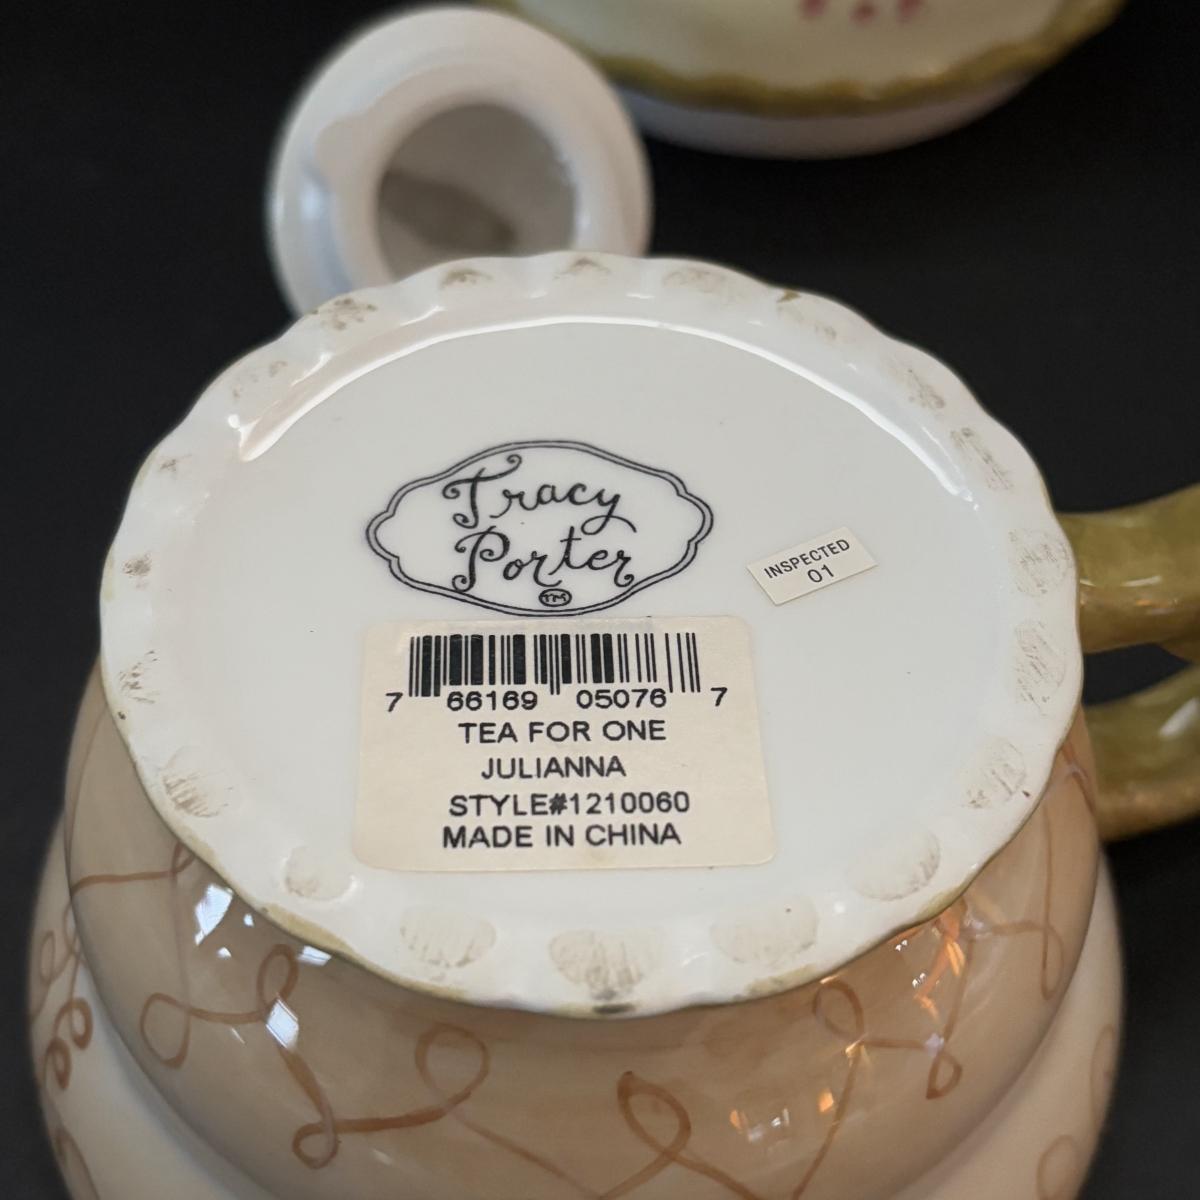 Tracy
Porter
TM
INSPECTED
01
7 66169 05076 7
TEA FOR ONE
JULIANNA
STYLE#1210060
MADE IN CHINA